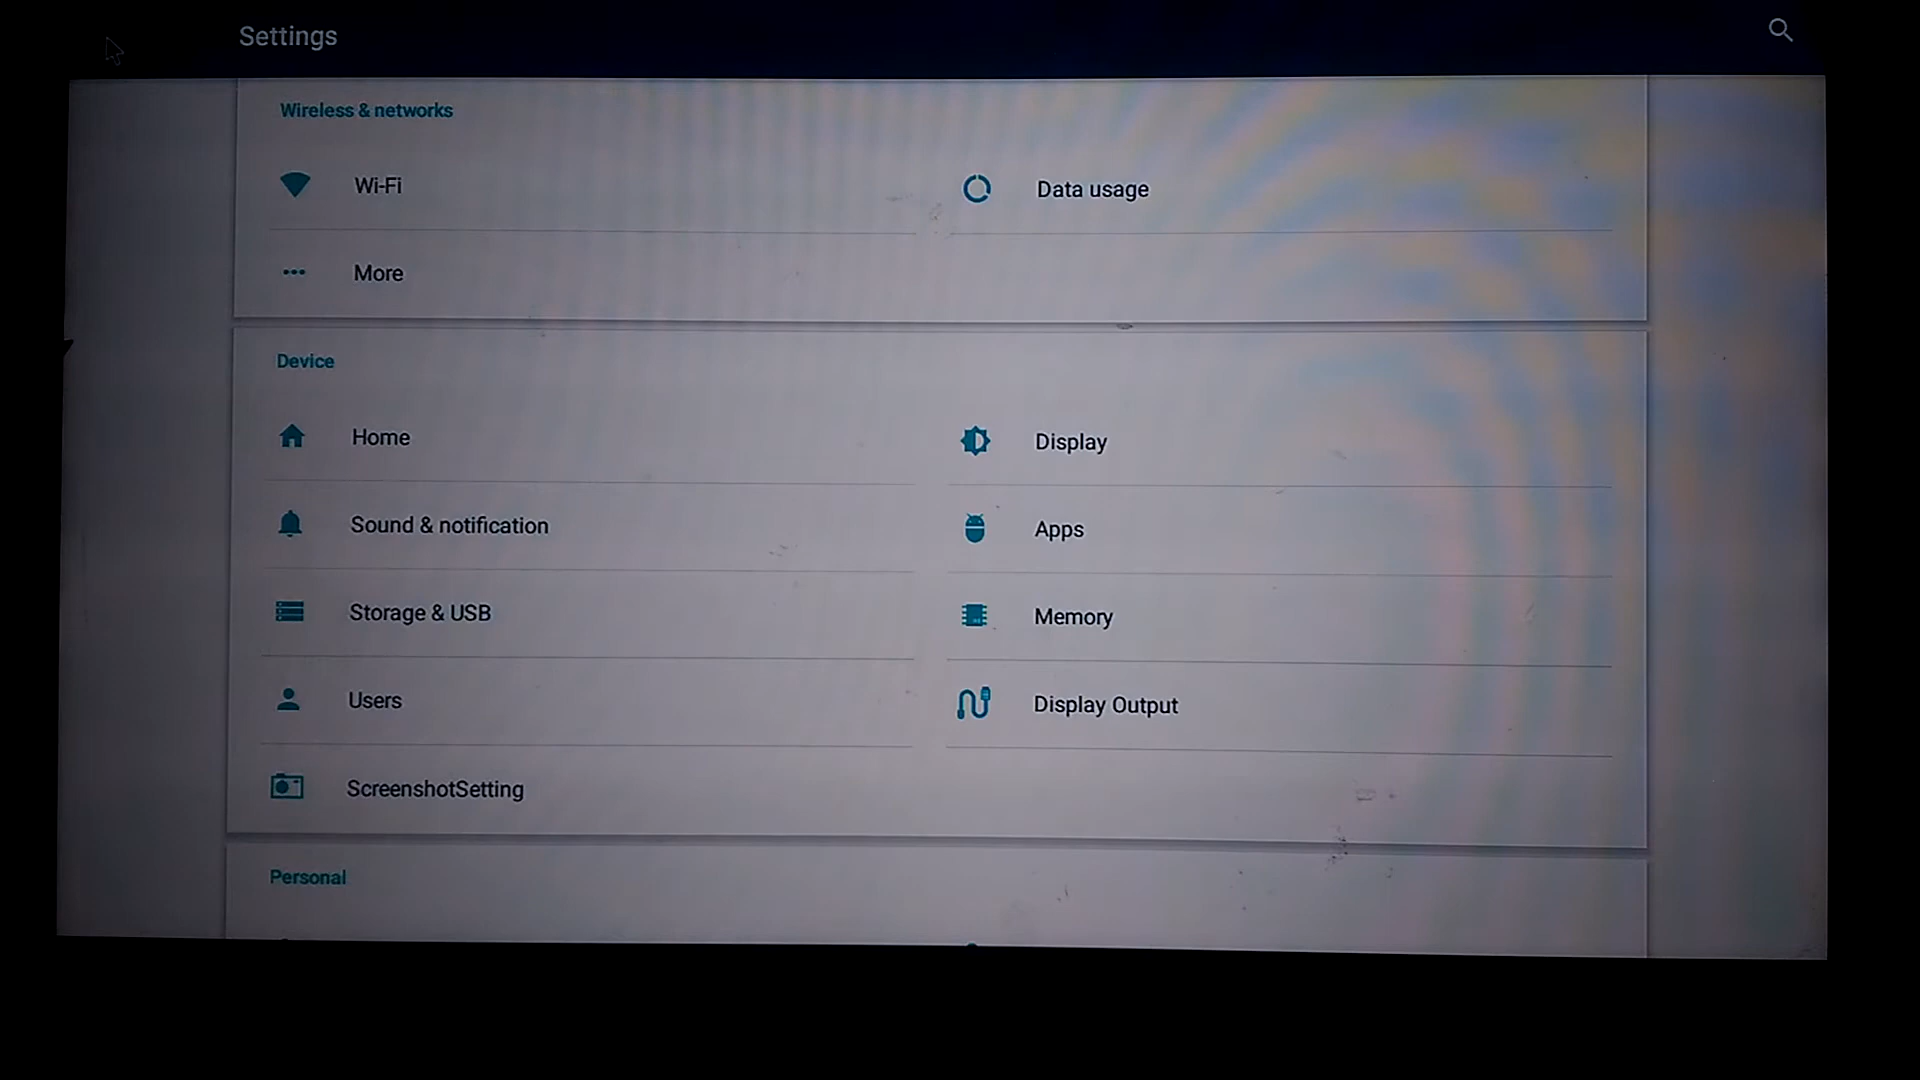 Settings
Wireless & networks
Wi-Fi
Data usage
More
Device
Home
Display
Sound & notification
Apps
Storage & USB
Memory
Users
Display Output
ScreenshotSetting
Personal